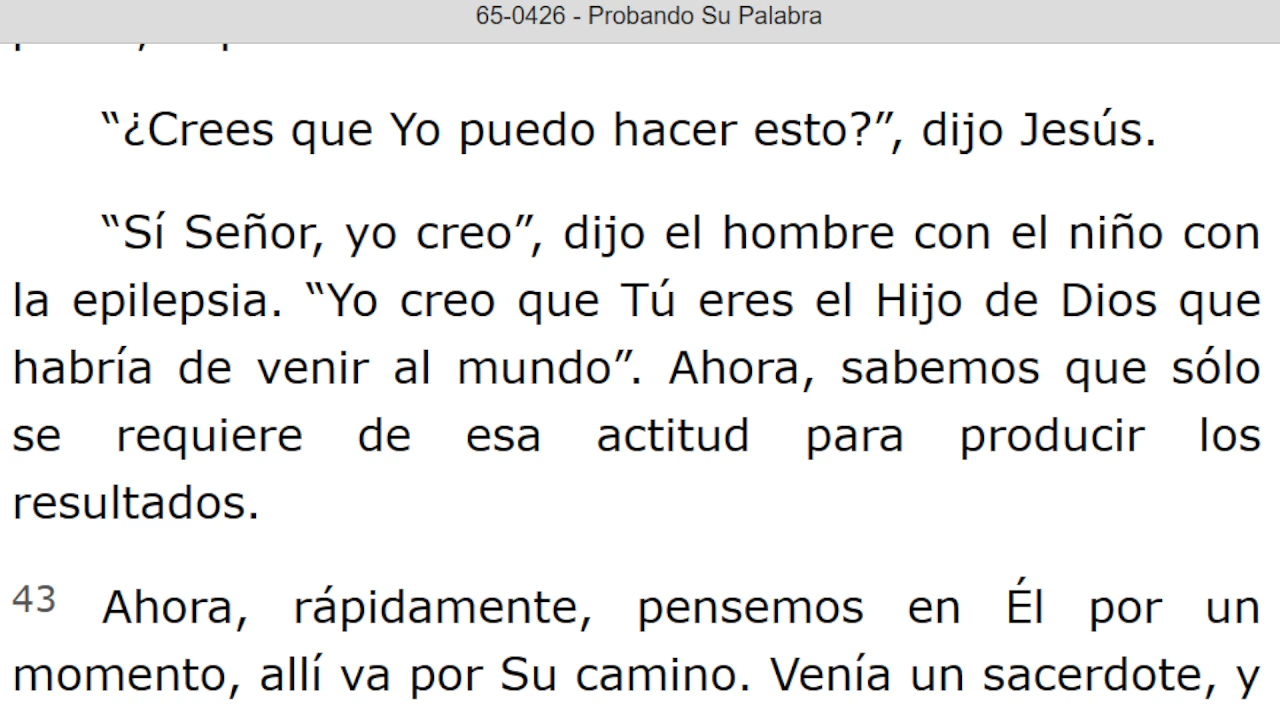 65-0426 - Probando Su Palabra
“¿Crees que Yo puedo hacer esto?”, dijo Jesús.
“Sí Señor, yo creo”, dijo el hombre con el niño con
la epilepsia. “Yo creo que Tú eres el Hijo de Dios que
habría de venir al mundo”. Ahora, sabemos que sólo
se requiere de esa actitud para producir los
resultados.
43 Ahora, rápidamente, pensemos en Él por un
momento, allí va por Su camino. Venía un sacerdote, y